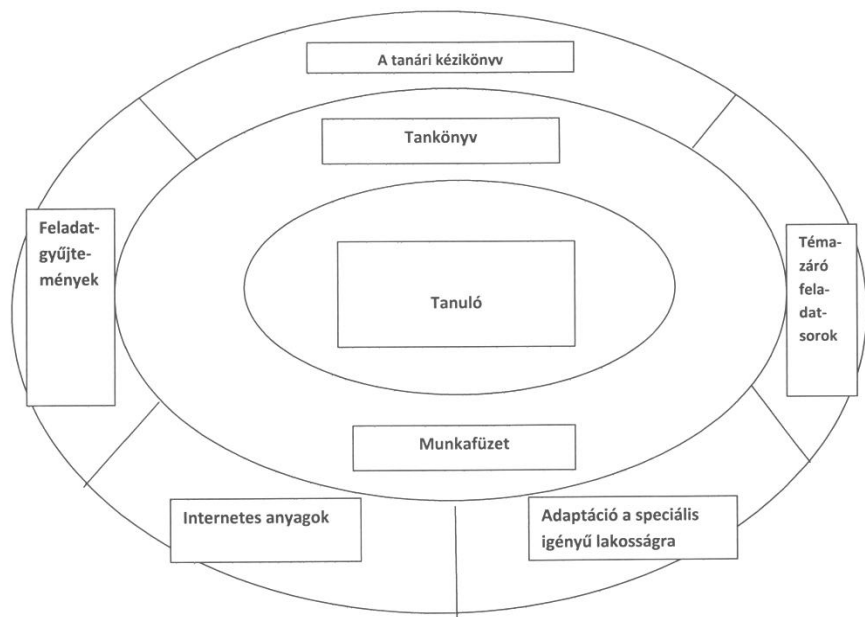 A tanári kézikönyv
Tankönyv
Feladat-
gyűjte-
mények
Téma-
záró
fela-
dat-
sorok
Tanuló
Munkafüzet
Internetes anyagok
Adaptáció a speciális
igényű lakosságra